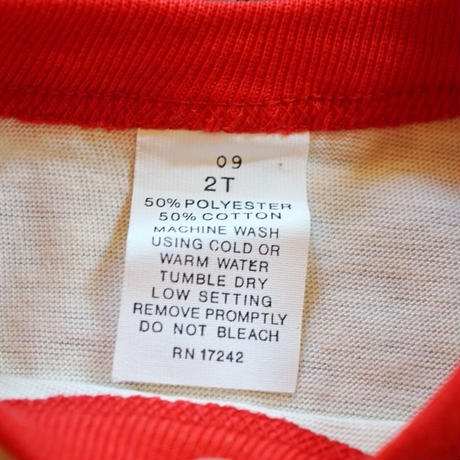 09
2T
50% POLYESTER
50% COTTON
MACHINE WASH
USING COLD OR
WARM WATER
TUMBLE DRY
LOW SETTING
REMOVE PROMPTLY
DO NOT BLEACH
RN 17242